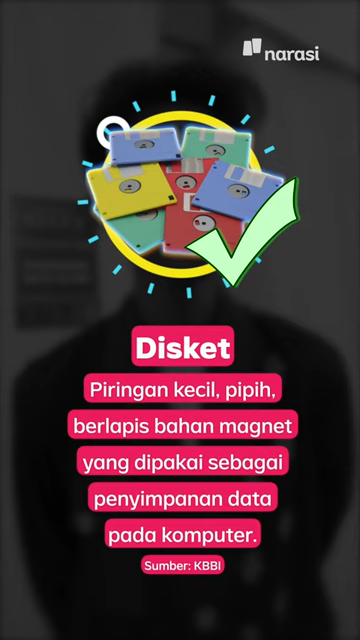 narasi
Disket
Piringan kecil, pipih,
berlapis bahan magnet
yang dipakai sebagai
penyimpanan data
pada komputer.
Sumber: KBBI